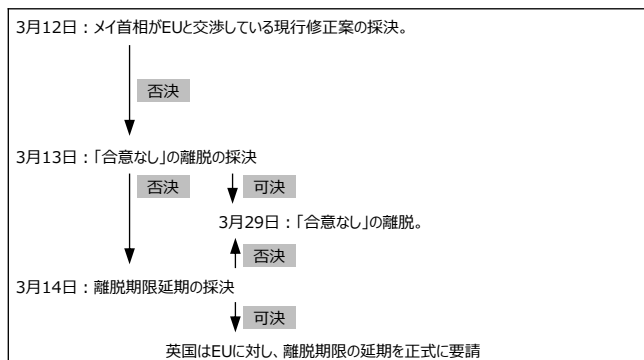 3月12日：メイ首相がEUと交渉している現行修正案の採決。
否決
3月13日：「合意なし」の離脱の採決
否決
可決
3月29日：「合意なし」の離脱。
否決
3月14日：離脱期限延期の採決
可決
英国はEUに対し、離脱期限の延期を正式に要請